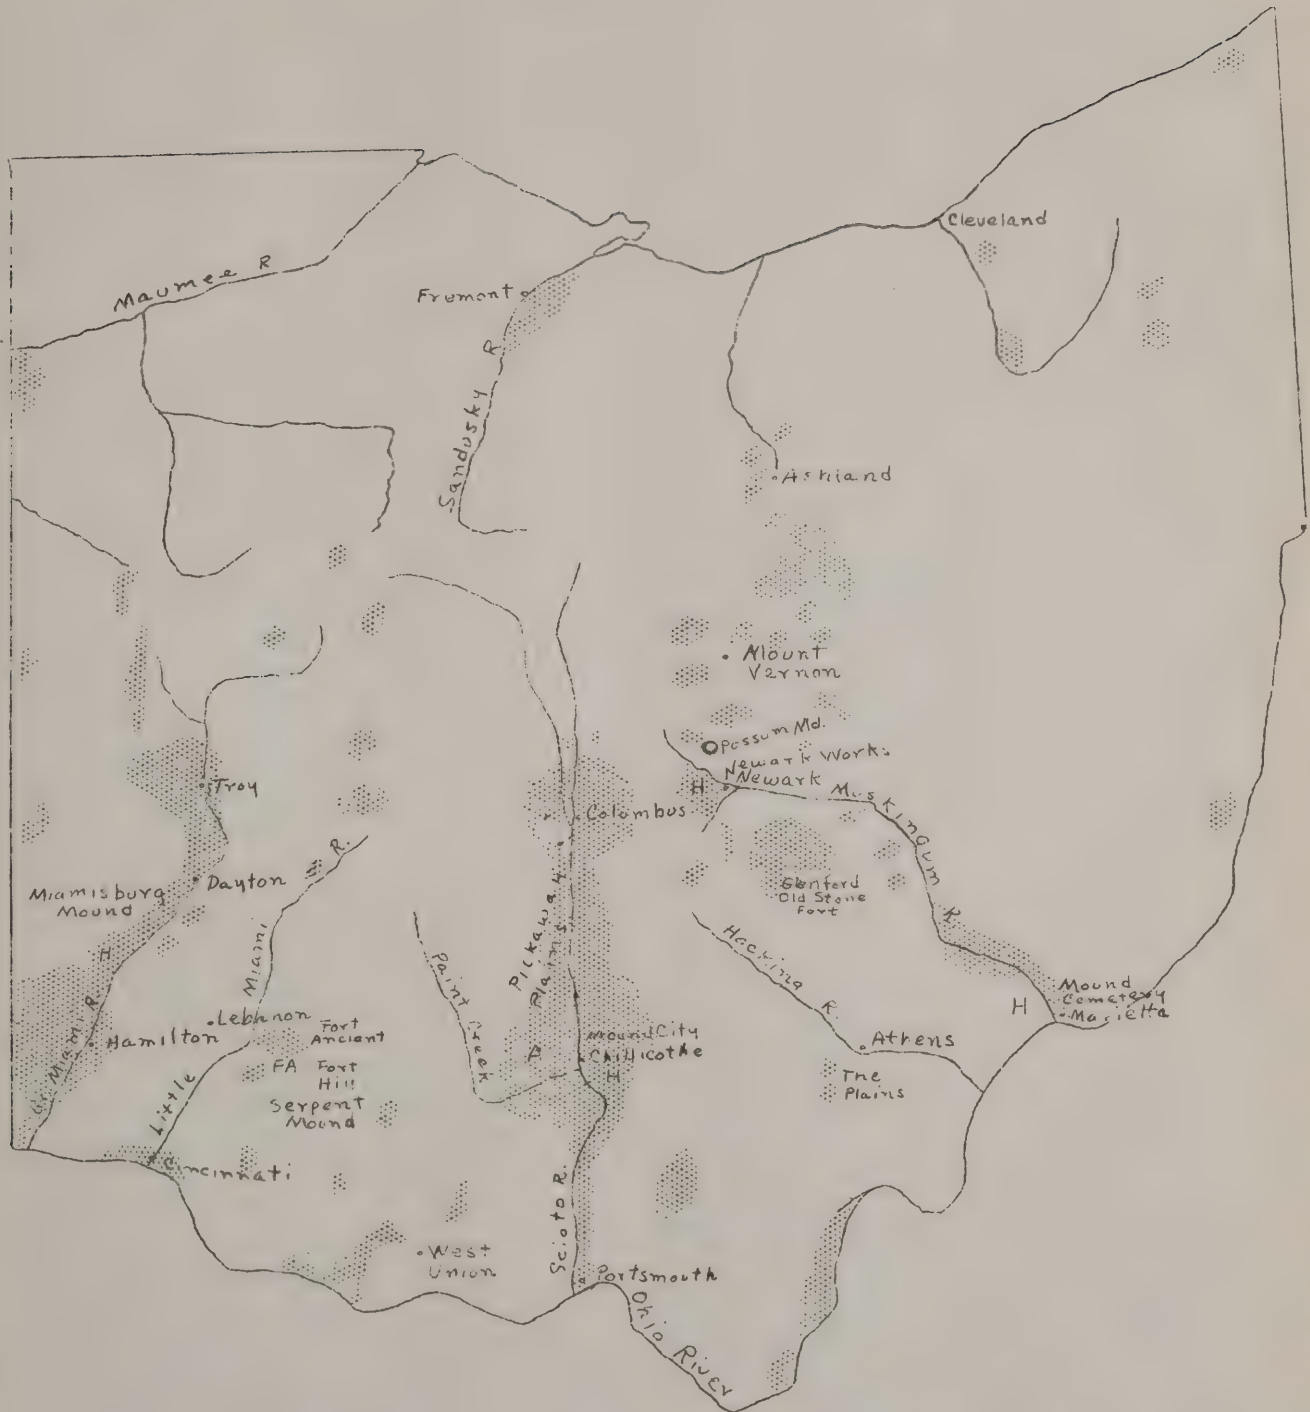 Cleveland
Maumee R
Fremont
Sandusky R.
Ashland
Mount
Vernon
Opossum Md.
Newark Works
Newark
H
Muskingum R.
Troy
Columbus
Dayton
Miamisburg
Mound
Glenford
Old Stone
Fort
Pickaway
Plains
H
Gr. Miami R.
Little Miami R.
Paint Creek
Hocking R.
H
Mound
Cemetery
Marietta
Lebanon
Fort
Ancient
Hamilton
Mound City
Chillicothe
H
Athens
FA
Fort
Hill
The
Plains
Serpent
Mound
Cincinnati
Scioto R.
West
Union
Portsmouth
Ohio River